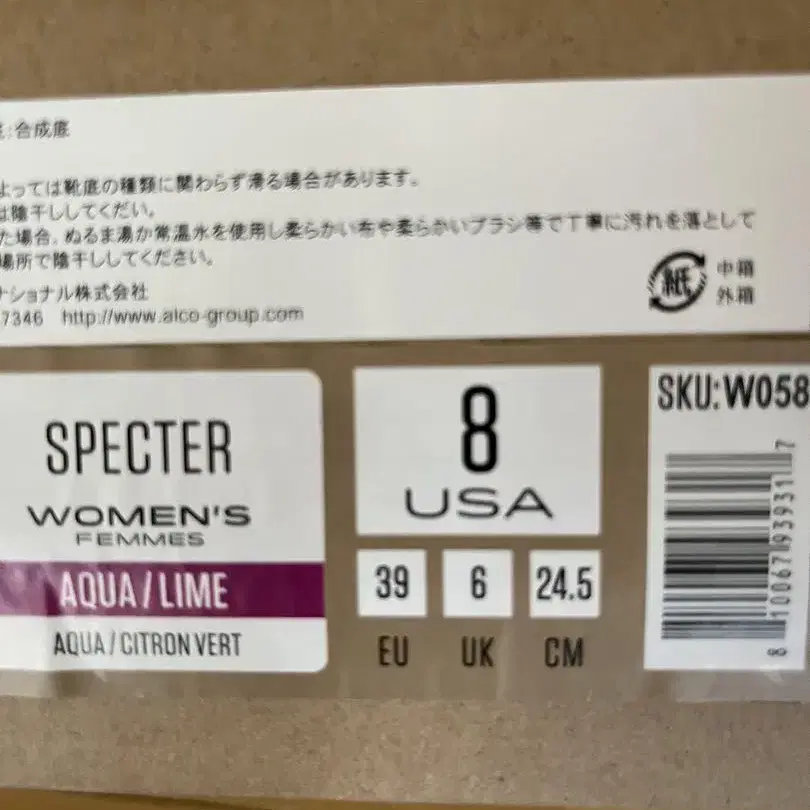 :合成底
よっては靴底の種類に関わらず滑る場合があります。
は陰干ししてくだい。
た場合、ぬるま湯か常温水を使用し柔らかい布や柔らかいブラシ等で丁寧に汚れを落として
場所で陰干ししてください。
ナショナル株式会社
7346 http://www.alco-group.com
紙
中箱
外箱
SPECTER
WOMEN'S
FEMMES
AQUA/LIME
AQUA/CITRON VERT
8
USA
39
6
24.5
EU
UK
CM
SKU:W058
8 10067 93931 7